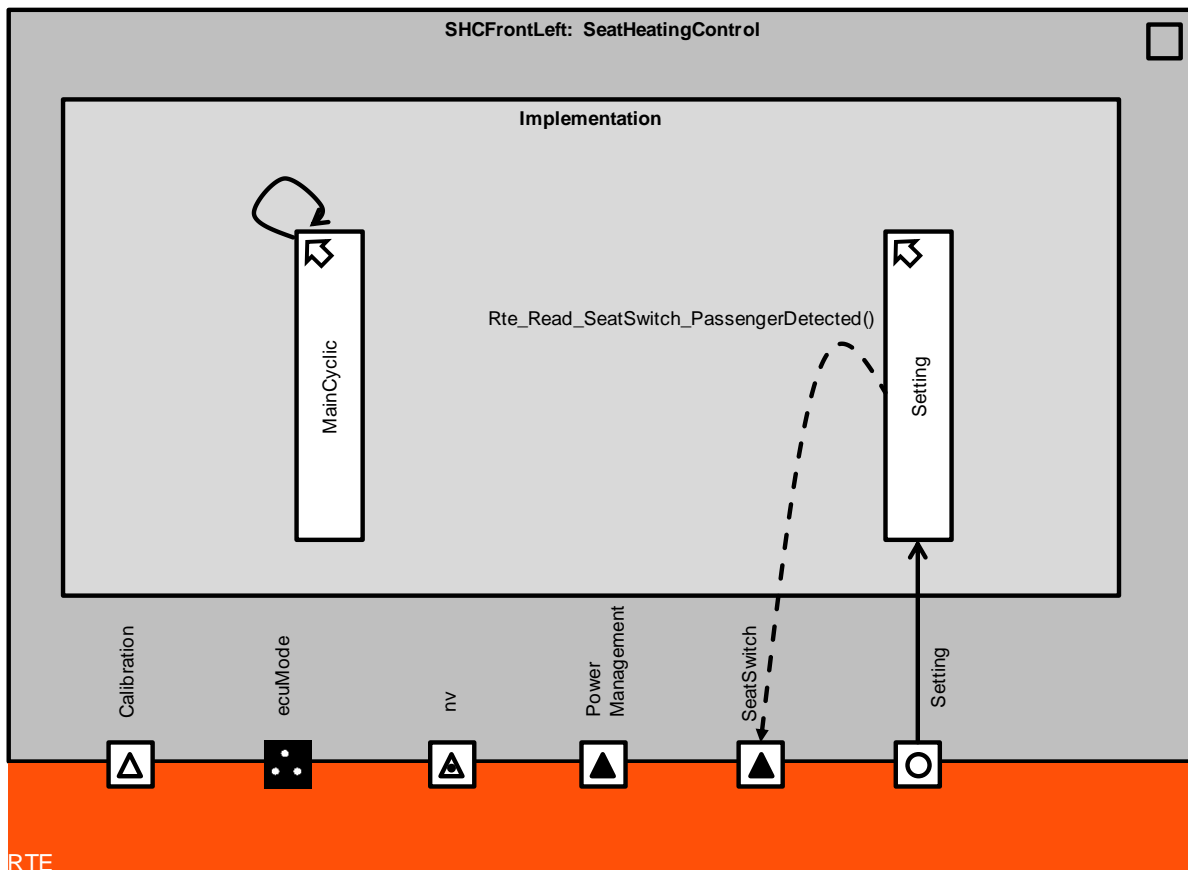 SHCFrontLeft:  SeatHeatingControl
Implementation
Rte_Read_SeatSwitch_PassengerDetected()
MainCyclic
Setting
Calibration
ecuMode
nv
Power
Management
SeatSwitch
Setting
RTE